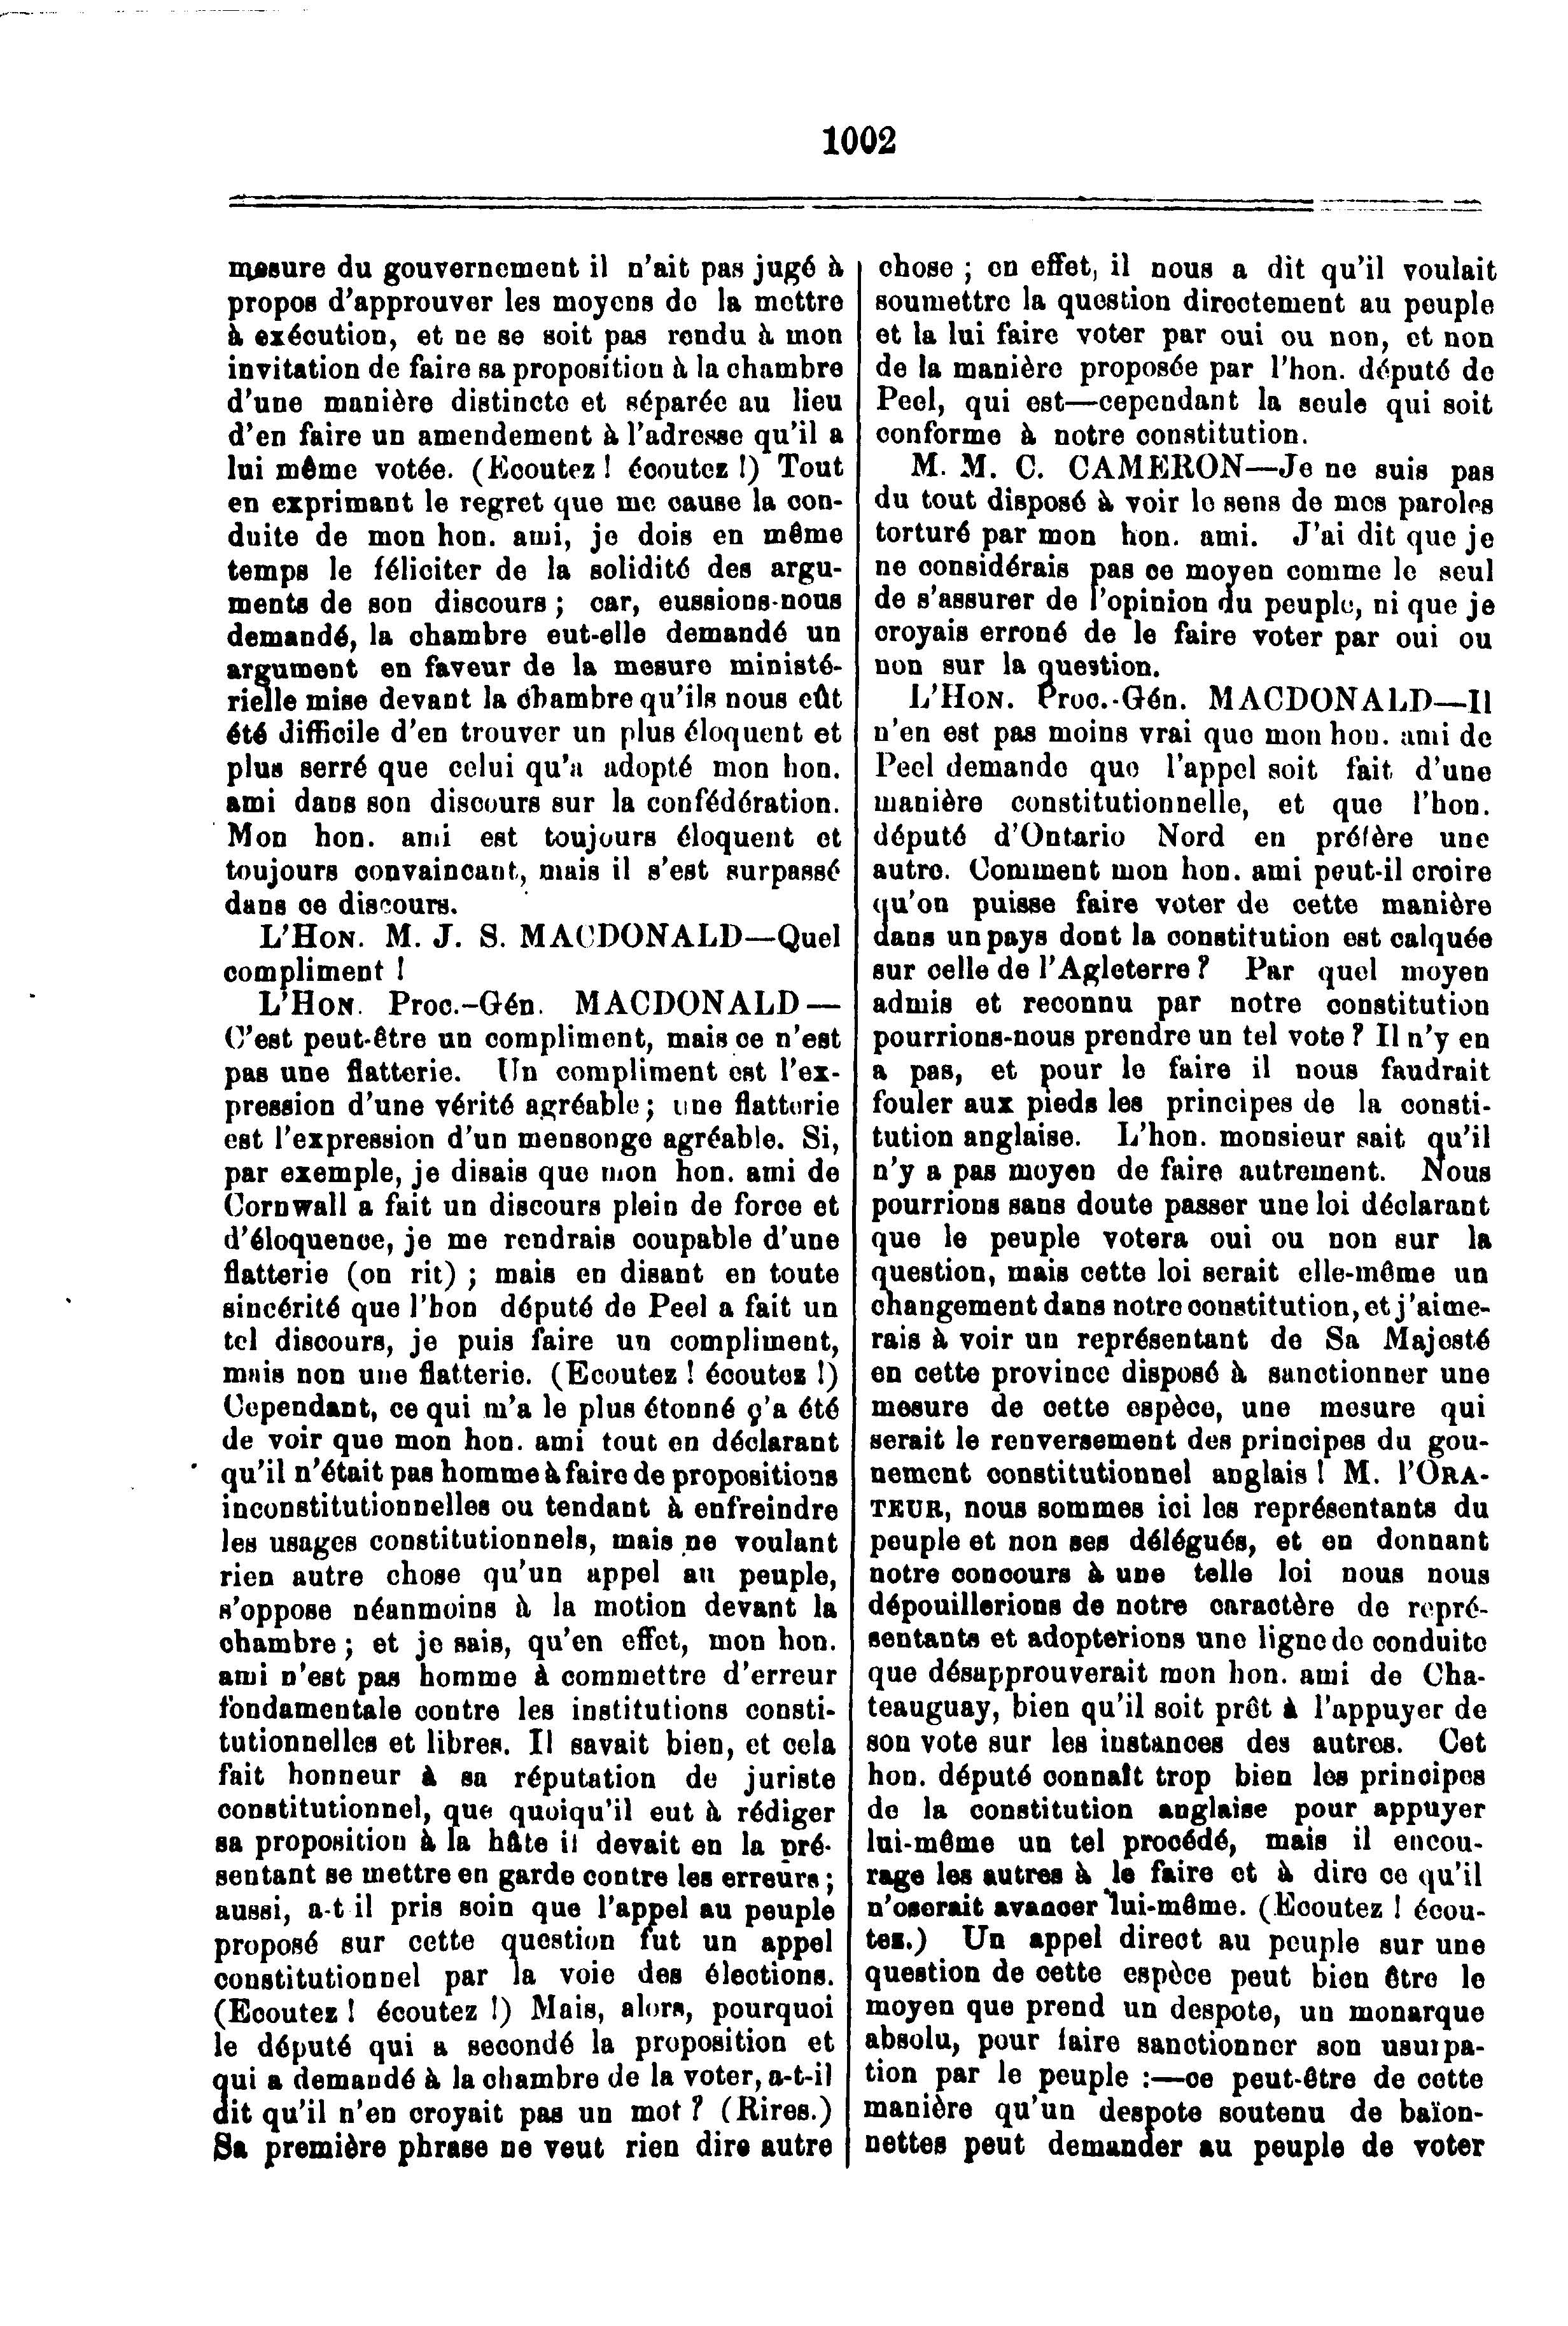 1002
mesure du gouvernement il n'ait pas jugé à
propos d'approuver les moyens de la mettre
à exécution, et ne se soit pas rendu à mon
invitation de faire sa proposition à la chambre
d'une manière distincte et séparée au lieu
d'en faire un amendement à l'adresse qu'il a
lui même votée. (Ecoutez ! écoutez !) Tout
en exprimant le regret que me cause la con-
duite de mon hon. ami, je dois en même
temps le féliciter de la solidité des argu-
ments de son discours ; car, eussions-nous
demandé, la chambre eut-elle demandé un
argument en faveur de la mesure ministé-
rielle mise devant la chambre qu'ils nous eût
été difficile d'en trouver un plus éloquent et
plus serré que celui qu'a adopté mon hon.
ami dans son discours sur la confédération.
Mon hon. ami est toujours éloquent et
toujours convaincant, mais il s'est surpassé
dans ce discours.
L'HON. M. J. S. MACDONALD—Quel
compliment !
L'HON. Proc.-Gén. MACDONALD—
C'est peut-être un compliment, mais ce n'est
pas une flatterie. Un compliment est l'ex-
pression d'une vérité agréable ; une flatterie
est l'expression d'un mensonge agréable. Si,
par exemple, je disais que mon hon. ami de
Cornwall a fait un discours plein de force et
d'éloquence, je me rendrais coupable d'une
flatterie (on rit) ; mais en disant en toute
sincérité que l'hon député de Peel a fait un
tel discours, je puis faire un compliment,
mais non une flatterie. (Ecoutez ! écoutez !)
Cependant, ce qui m'a le plus étonné ç'a été
de voir que mon hon. ami tout en déclarant
qu'il n'était pas homme à faire de propositions
inconstitutionnelles ou tendant à enfreindre
les usages constitutionnels, mais ne voulant
rien autre chose qu'un appel au peuple,
s'oppose néanmoins à la motion devant la
chambre ; et je sais, qu'en effet, mon hon.
ami n'est pas homme à commettre d'erreur
fondamentale contre les institutions consti-
tutionnelles et libres. Il savait bien, et cela
fait honneur à sa réputation de juriste
constitutionnel, que quoiqu'il eut à rédiger
sa proposition à la hâte il devait en la pré-
sentant se mettre en garde contre les erreurs ;
aussi, a-t il pris soin que l'appel au peuple
proposé sur cette question fut un appel
constitutionnel par la voie des élections.
(Ecoutez ! écoutez !) Mais, alors, pourquoi
le député qui a secondé la proposition et
qui a demandé à la chambre de la voter, a-t-il
dit qu'il n'en croyait pas un mot ? (Rires.)
Sa première phrase ne veut rien dire autre
chose ; en effet, il nous a dit qu'il voulait
soumettre la question directement au peuple
et la lui faire voter par oui ou non, et non
de la manière proposée par l'hon. député de
Peel, qui est—cependant la seule qui soit
conforme à notre constitution.
M. M. C. CAMERON—Je ne suis pas
du tout disposé à voir le sens de mes paroles
torturé par mon hon. ami. J'ai dit que je
ne considérais pas ce moyen comme le seul
de s'assurer de l'opinion du peuple, ni que je
croyais erroné de le faire voter par oui ou
non sur la question.
L'HON. Proc.-Gén. MACDONALD—Il
n'en est pas moins vrai que mon hon. ami de
Peel demande que l'appel soit fait d'une
manière constitutionnelle, et que l'hon.
député d'Ontario Nord en préfère une
autre. Comment mon hon. ami peut-il croire
qu'on puisse faire voter de cette manière
dans un pays dont la constitution est calquée
sur celle de l'Agleterre ? Par quel moyen
admis et reconnu par notre constitution
pourrions-nous prendre un tel vote ? Il n'y en
a pas, et pour le faire il nous faudrait
fouler aux pieds les principes de la consti-
tution anglaise. L'hon. monsieur sait qu'il
n'y a pas moyen de faire autrement. Nous
pourrions sans doute passer une loi déclarant
que le peuple votera oui ou non sur la
question, mais cette loi serait elle-même un
changement dans notre constitution, et j'aime-
rais à voir un représentant de Sa Majesté
en cette province disposé à sanctionner une
mesure de cette espèce, une mesure qui
serait le renversement des principes du gou-
nement constitutionnel anglais ! M. l'ORA-
TEUR, nous sommes ici les représentants du
peuple et non ses délégués, et en donnant
notre concours à une telle loi nous nous
dépouillerions de notre caractère de repré-
sentants et adopterions une ligne de conduite
que désapprouverait mon hon. ami de Cha-
teauguay, bien qu'il soit prêt à l'appuyer de
son vote sur les instances des autres. Cet
hon. député connaît trop bien les principes
de la constitution anglaise pour appuyer
lui-même un tel procédé, mais il encou-
rage les autres à le faire et à dire ce qu'il
n'oserait avancer lui-même. (Ecoutez ! écou-
tez.) Un appel direct au peuple sur une
question de cette espèce peut bien être le
moyen que prend un despote, un monarque
absolu, pour faire sanctionner son usurpa-
tion par le peuple :—ce peut-être de cette
manière qu'un despote soutenu de baïon-
nettes peut demander au peuple de voter